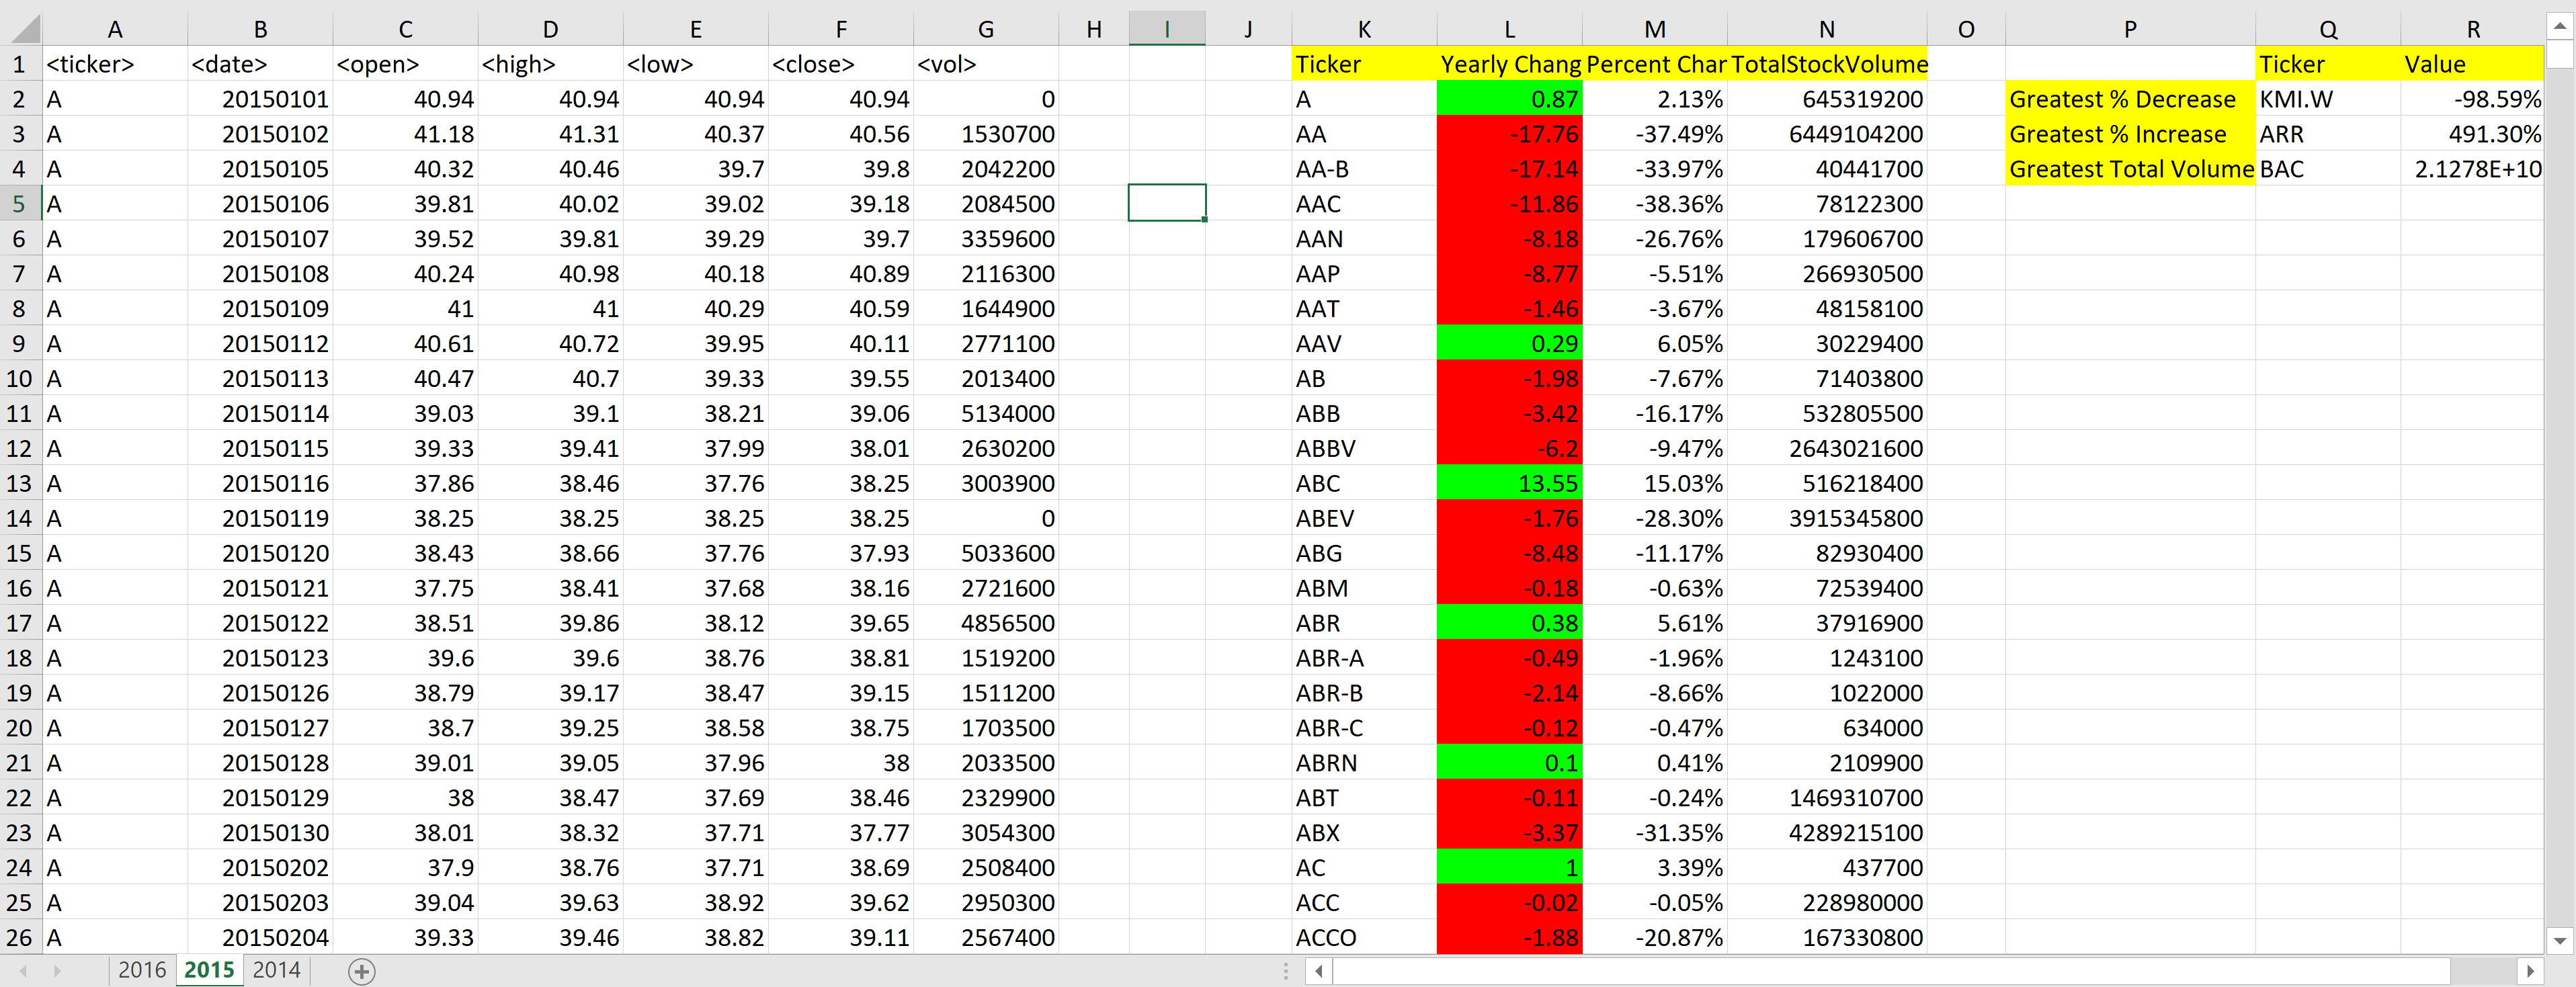 A B C D E F G H I J K L M N O P Q R
1 <ticker> <date> <open> <high> <low> <close> <vol> Ticker Yearly Chang Percent Char TotalStockVolume Ticker Value
2 A 20150101 40.94 40.94 40.94 40.94 0 A 0.87 2.13% 645319200 Greatest % Decrease KMI.W -98.59%
3 A 20150102 41.18 41.31 40.37 40.56 1530700 AA -17.76 -37.49% 6449104200 Greatest % Increase ARR 491.30%
4 A 20150105 40.32 40.46 39.7 39.8 2042200 AA-B -17.14 -33.97% 40441700 Greatest Total Volume BAC 2.1278E+10
5 A 20150106 39.81 40.02 39.02 39.18 2084500 AAC -11.86 -38.36% 78122300
6 A 20150107 39.52 39.81 39.29 39.7 3359600 AAN -8.18 -26.76% 179606700
7 A 20150108 40.24 40.98 40.18 40.89 2116300 AAP -8.77 -5.51% 266930500
8 A 20150109 41 41 40.29 40.59 1644900 AAT -1.46 -3.67% 48158100
9 A 20150112 40.61 40.72 39.95 40.11 2771100 AAV 0.29 6.05% 30229400
10 A 20150113 40.47 40.7 39.33 39.55 2013400 AB -1.98 -7.67% 71403800
11 A 20150114 39.03 39.1 38.21 39.06 5134000 ABB -3.42 -16.17% 532805500
12 A 20150115 39.33 39.41 37.99 38.01 2630200 ABBV -6.2 -9.47% 2643021600
13 A 20150116 37.86 38.46 37.76 38.25 3003900 ABC 13.55 15.03% 516218400
14 A 20150119 38.25 38.25 38.25 38.25 0 ABEV -1.76 -28.30% 3915345800
15 A 20150120 38.43 38.66 37.76 37.93 5033600 ABG -8.48 -11.17% 82930400
16 A 20150121 37.75 38.41 37.68 38.16 2721600 ABM -0.18 -0.63% 72539400
17 A 20150122 38.51 39.86 38.12 39.65 4856500 ABR 0.38 5.61% 37916900
18 A 20150123 39.6 39.6 38.76 38.81 1519200 ABR-A -0.49 -1.96% 1243100
19 A 20150126 38.79 39.17 38.47 39.15 1511200 ABR-B -2.14 -8.66% 1022000
20 A 20150127 38.7 39.25 38.58 38.75 1703500 ABR-C -0.12 -0.47% 634000
21 A 20150128 39.01 39.05 37.96 38 2033500 ABRN 0.1 0.41% 2109900
22 A 20150129 38 38.47 37.69 38.46 2329900 ABT -0.11 -0.24% 1469310700
23 A 20150130 38.01 38.32 37.71 37.77 3054300 ABX -3.37 -31.35% 4289215100
24 A 20150202 37.9 38.76 37.71 38.69 2508400 AC 1 3.39% 437700
25 A 20150203 39.04 39.63 38.92 39.62 2950300 ACC -0.02 -0.05% 228980000
26 A 20150204 39.33 39.46 38.82 39.11 2567400 ACCO -1.88 -20.87% 167330800
2016 2015 2014